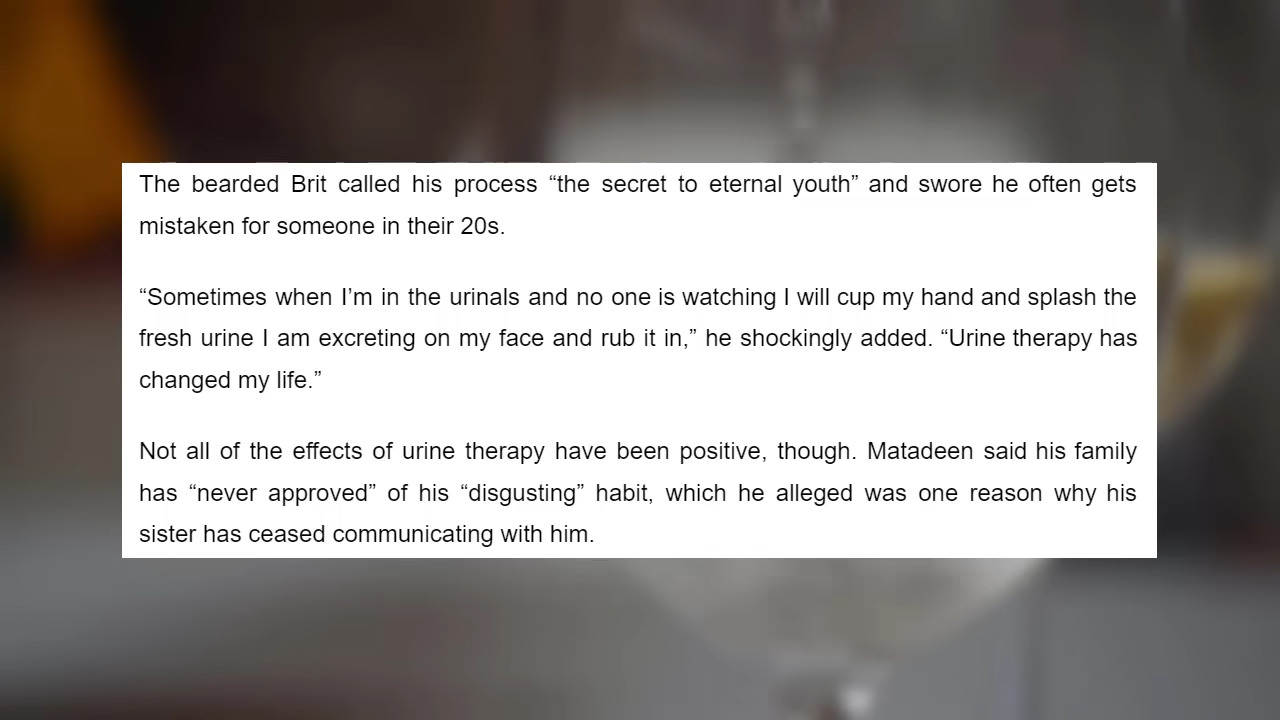 The bearded Brit called his process “the secret to eternal youth” and swore he often gets
mistaken for someone in their 20s.
“Sometimes when I’m in the urinals and no one is watching I will cup my hand and splash the
fresh urine I am excreting on my face and rub it in,” he shockingly added. “Urine therapy has
changed my life.”
Not all of the effects of urine therapy have been positive, though. Matadeen said his family
has “never approved” of his “disgusting” habit, which he alleged was one reason why his
sister has ceased communicating with him.